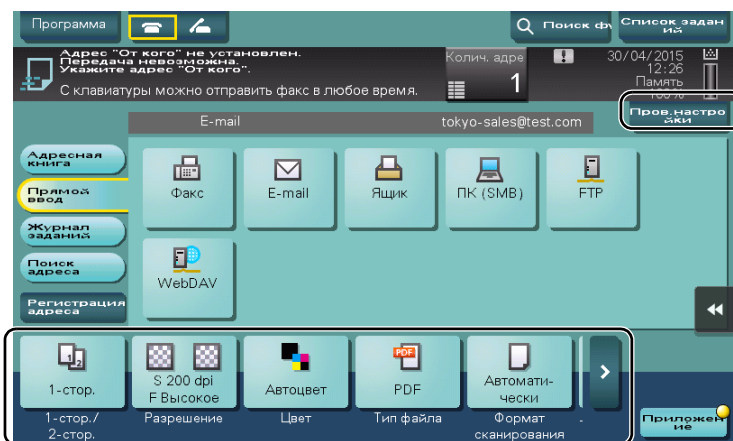 Программа
Поиск фу
Список задан
ий
Адрес "От кого" не установлен.
Передача невозможна.
Укажите адрес "От кого".
С клавиатуры можно отправить факс в любое время.
Колич. адре
1
30/04/2015
12:26
Память
100%
Пров.настро
йки
E-mail
tokyo-sales@test.com
Адресная
книга
Прямой
ввод
Журнал
заданий
Поиск
адреса
Регистрация
адреса
Факс
E-mail
Ящик
ПК (SMB)
FTP
WebDAV
1-стор.
S 200 dpi
F Высокое
Автоцвет
PDF
PDF
Автомати-
чески
1-стор./
2-стор.
Разрешение
Цвет
Тип файла
Формат
сканирования
Приложен
ие